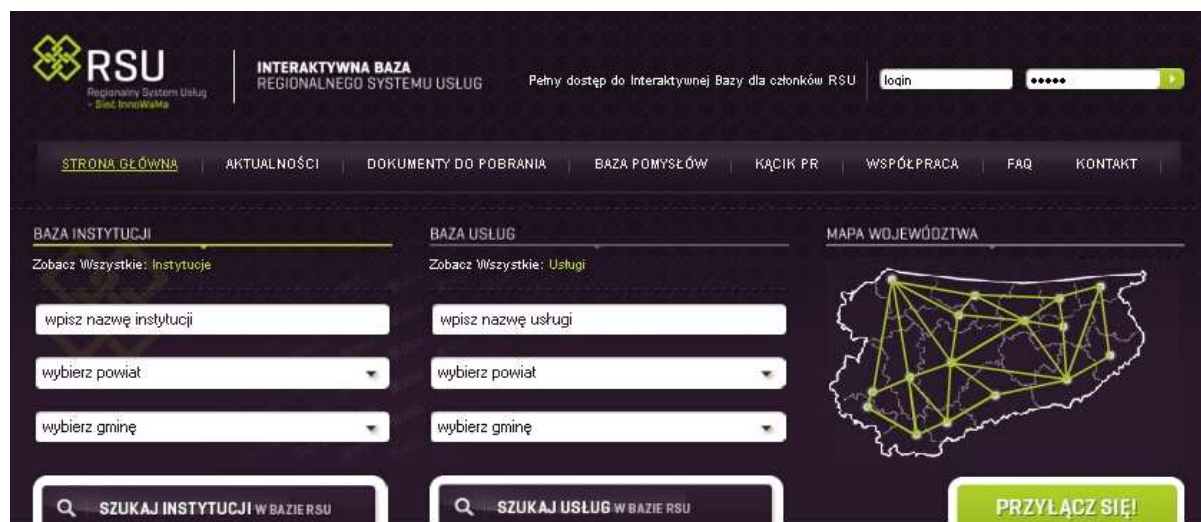 RSU
Regionalny System Usług
- Sieć InnoWaMa
INTERAKTYWNA BAZA
REGIONALNEGO SYSTEMU USŁUG
Pełny dostęp do Interaktywnej Bazy dla członków RSU
login
•••••
STRONA GŁÓWNA | AKTUALNOŚCI | DOKUMENTY DO POBRANIA | BAZA POMYSŁÓW | KĄCIK PR | WSPÓŁPRACA | FAQ KONTAKT |
BAZA INSTYTUCJI
Zobacz Wszystkie: Instytucje
wpisz nazwę instytucji
wybierz powiat
wybierz gminę
SZUKAJ INSTYTUCJI W BAZIE RSU
BAZA USŁUG
Zobacz Wszystkie: Usługi
wpisz nazwę usługi
wybierz powiat
wybierz gminę
SZUKAJ USŁUG W BAZIE RSU
MAPA WOJEWÓDZTWA
PRZYŁĄCZ SIĘ!